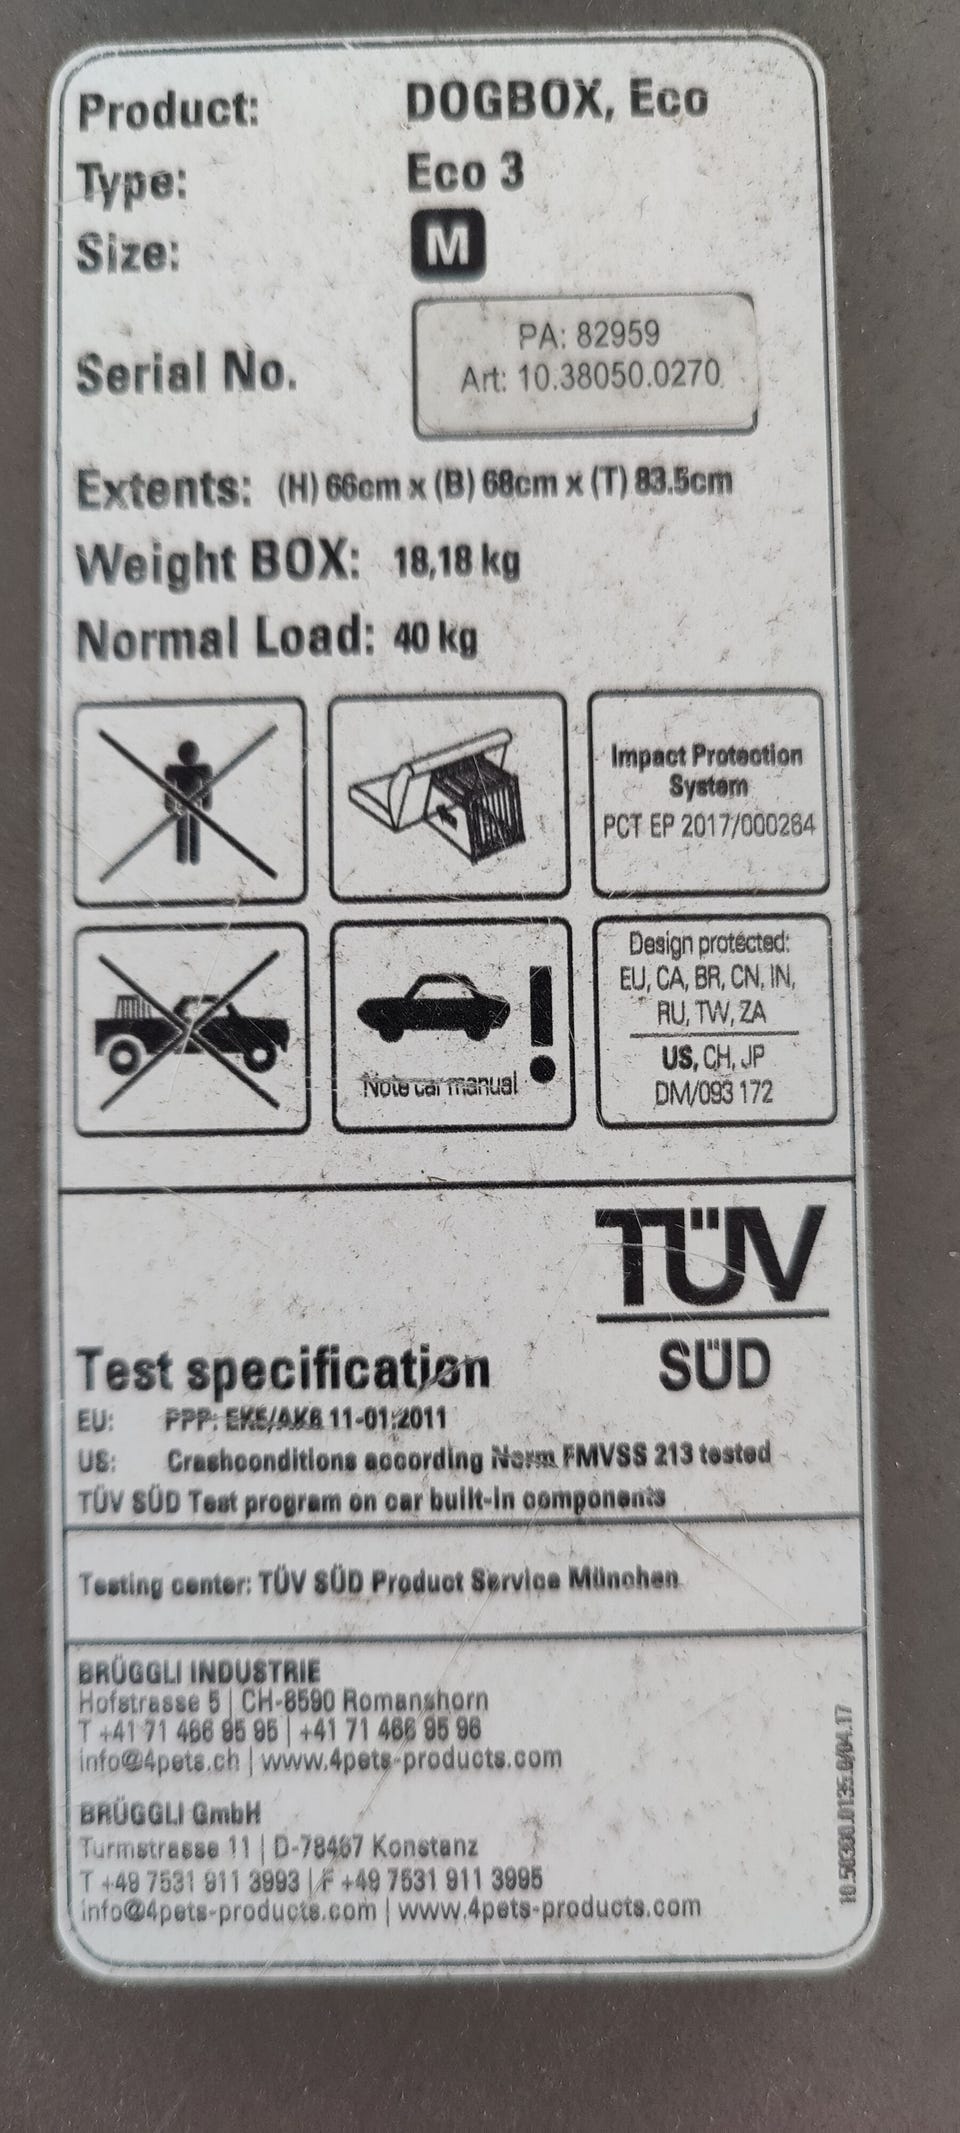 Product: DOGBOX, Eco
Type: Eco 3
Size: M
Serial No.
PA: 82959
Art: 10.38050.0270
Extents: (H) 66cm x (B) 68cm x (T) 83.5cm
Weight BOX: 18,18 kg
Normal Load: 40 kg
Impact Protection
System
PCT EP 2017/000264
Note car manual !
Design protected:
EU, CA, BR, CN, IN,
RU, TW, ZA
US, CH, JP
DM/093 172
TÜV
SÜD
Test specification
EU: PPP: EK5/AK6 11-01:2011
US: Crashconditions according Norm FMVSS 213 tested
TÜV SÜD Test program on car built-in components
Testing center: TÜV SÜD Product Service München
BRÜGGLI INDUSTRIE
Hofstrasse 5 | CH-8590 Romanshorn
T +41 71 466 95 95 | +41 71 466 95 96
info@4pets.ch | www.4pets-products.com
BRÜGGLI GmbH
Turmstrasse 11 | D-78467 Konstanz
T +49 7531 911 3993 | F +49 7531 911 3995
info@4pets-products.com | www.4pets-products.com